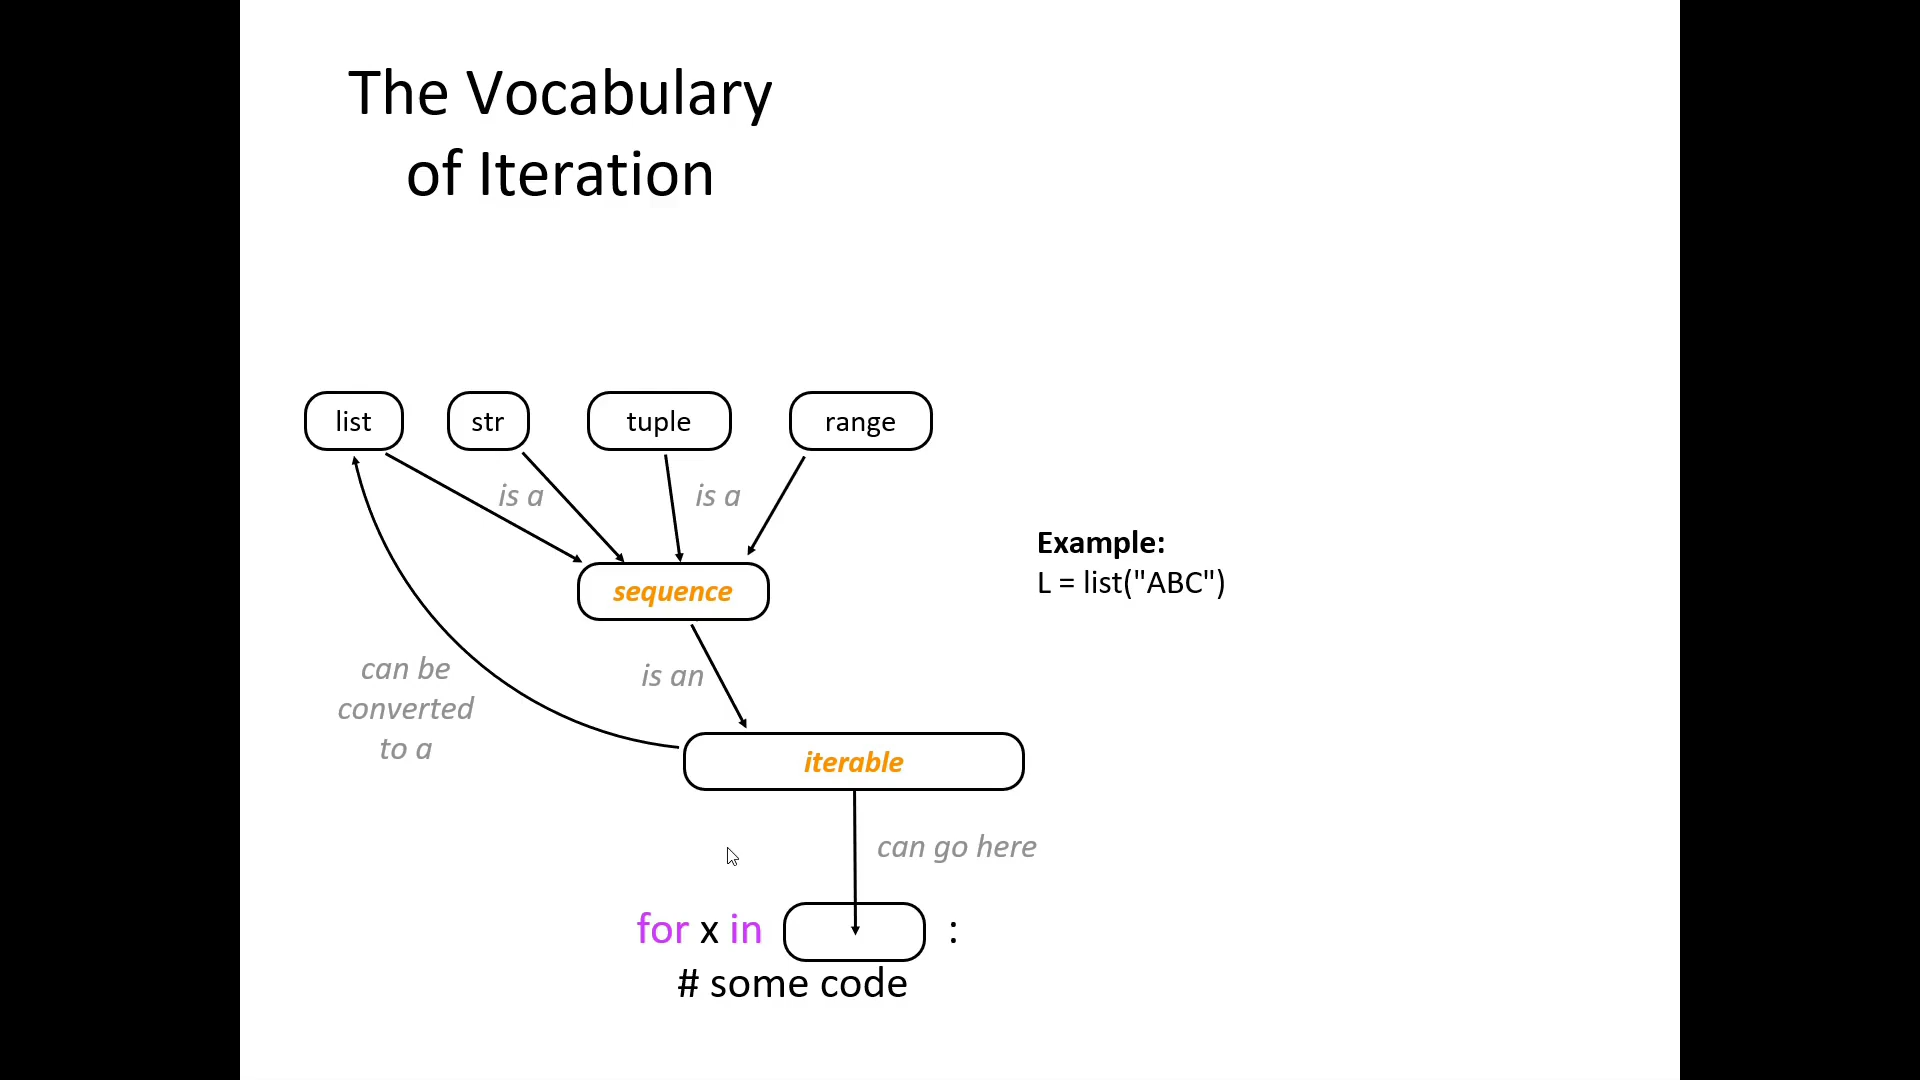 The Vocabulary
of Iteration
list
str
tuple
range
is a
is a
Example:
L = list("ABC")
sequence
can be
converted
to a
is an
iterable
can go here
for x in :
# some code